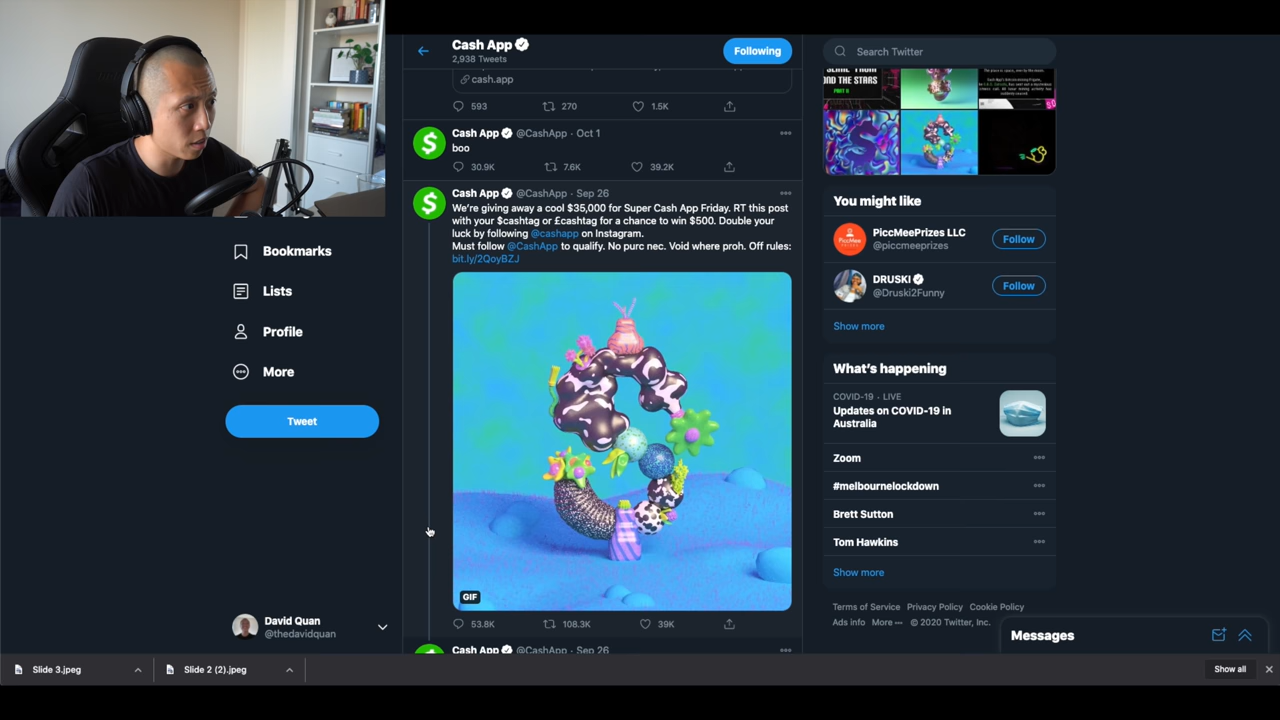 Cash App
2,938 Tweets
Following
Search Twitter
cash.app
593
270
1.5K
Cash App @CashApp · Oct 1
boo
30.9K
7.6K
39.2K
Cash App @CashApp · Sep 26
We're giving away a cool $35,000 for Super Cash App Friday. RT this post
with your $cashtag or £cashtag for a chance to win $500. Double your
luck by following @cashapp on Instagram.
Must follow @CashApp to qualify. No purc nec. Void where proh. Off rules:
bit.ly/2QoyBZJ
GIF
53.8K
108.3K
39K
Cash App @CashApp · Sep 26
Bookmarks
Lists
Profile
More
Tweet
David Quan
@thedavidquan
AND THE STARS
PART II
You might like
PiccMeePrizes LLC
@piccmeeprizes
Follow
DRUSKI
@Druski2Funny
Follow
Show more
What's happening
COVID-19 · LIVE
Updates on COVID-19 in
Australia
Zoom
#melbournelockdown
Brett Sutton
Tom Hawkins
Show more
Terms of Service Privacy Policy Cookie Policy
Ads info More © 2020 Twitter, Inc.
Messages
Slide 3.jpeg
Slide 2 (2).jpeg
Show all